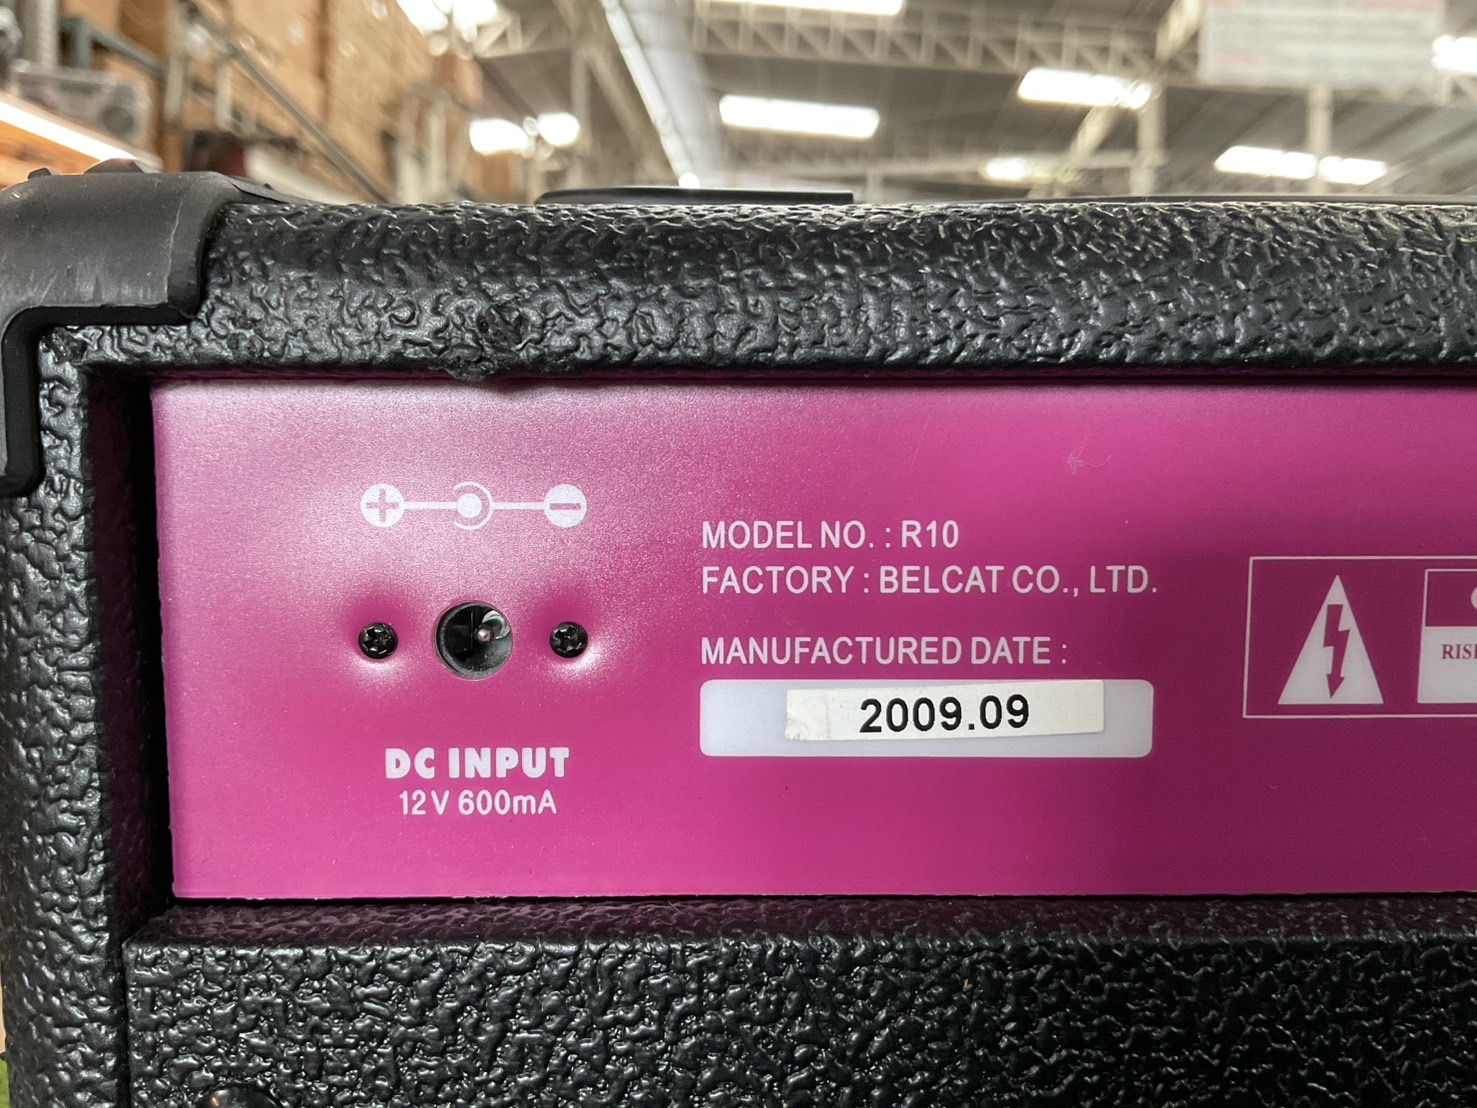 MODEL NO. : R10
FACTORY : BELCAT CO., LTD.
MANUFACTURED DATE :
2009.09
DC INPUT
12V 600mA